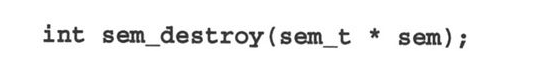 int sem_destroy(sem_t * sem);